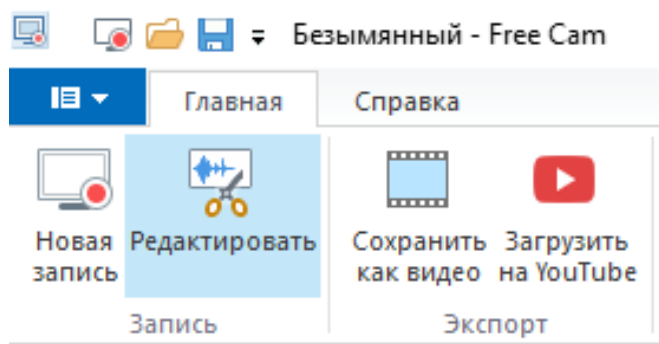 Безымянный - Free Cam
Главная Справка
Новая запись
Редактировать
Сохранить как видео
Загрузить на YouTube
Запись
Экспорт